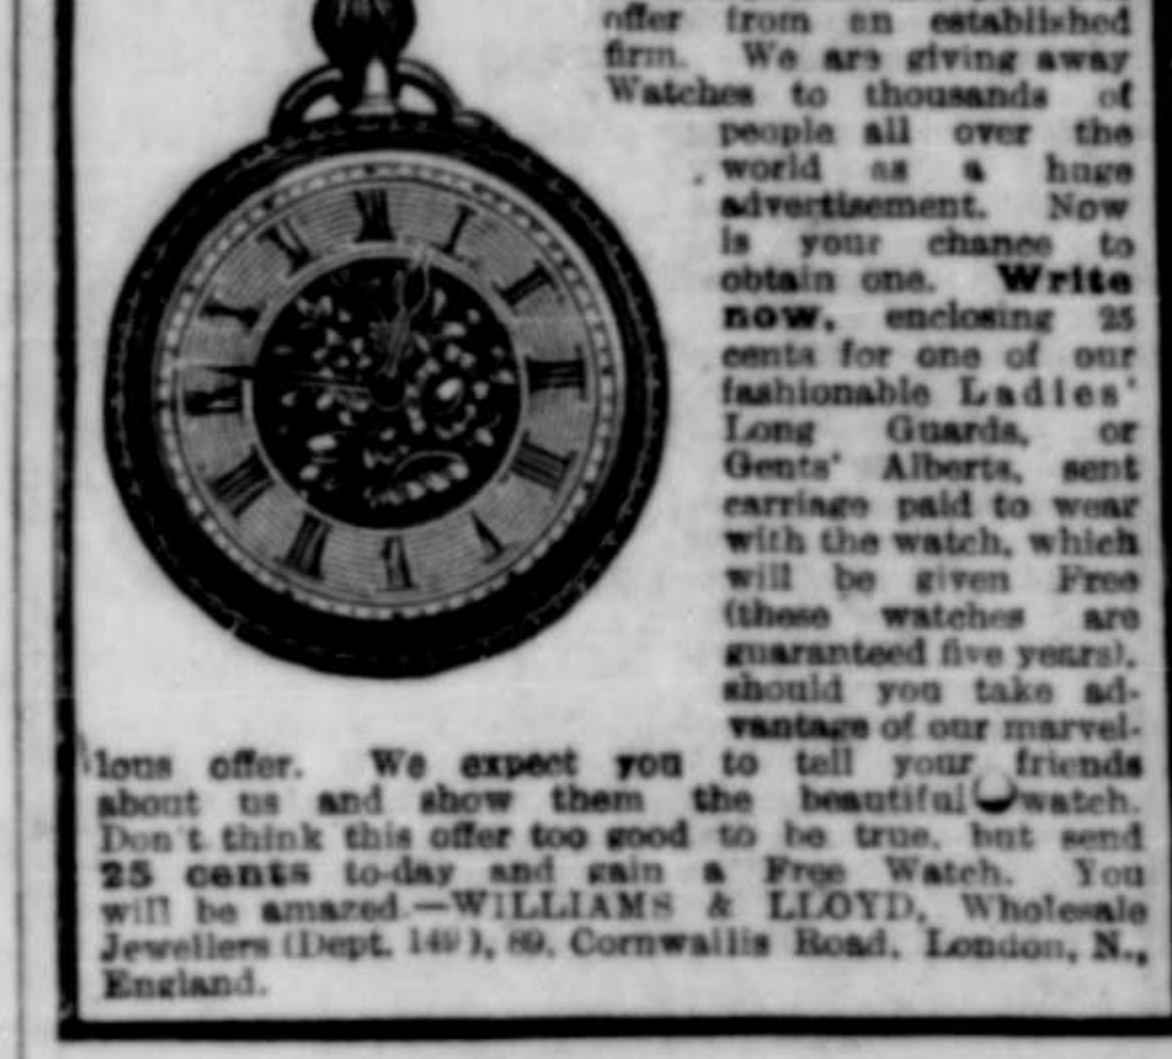 offer from an established
firm. We are giving away
Watches to thousands of
people all over the
world as a huge
advertisement. Now
is your chance to
obtain one. Write
now, enclosing 25
cents for one of our
fashionable Ladies'
Long Guards, or
Gents' Alberts, sent
carriage paid to wear
with the watch, which
will be given Free
(these watches are
guaranteed five years),
should you take ad-
vantage of our marvel-
lous offer. We expect you to tell your friends
about us and show them the beautiful watch.
Don't think this offer too good to be true, but send
25 cents to-day and gain a Free Watch. You
will be amazed.—WILLIAMS & LLOYD, Wholesale
Jewellers (Dept. 149), 89, Cornwallis Road, London, N.,
England.